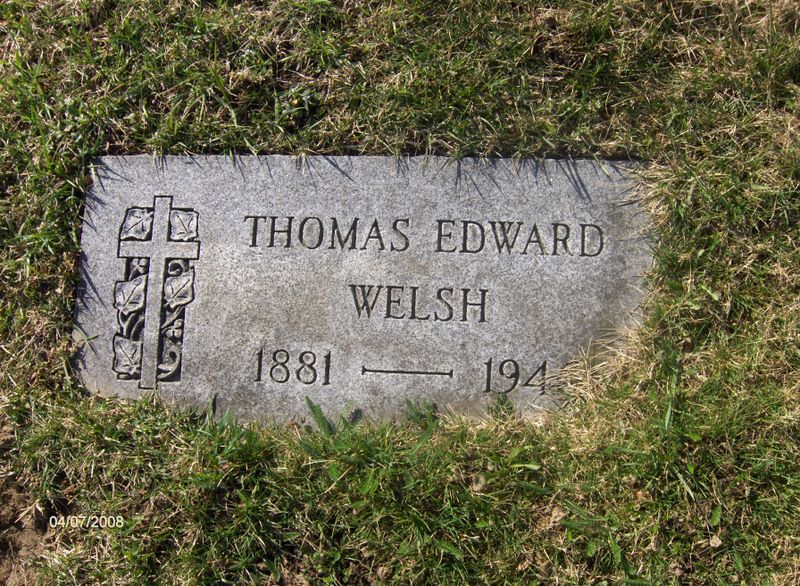 THOMAS EDWARD
WELSH
1881 — 194
04/07/2008